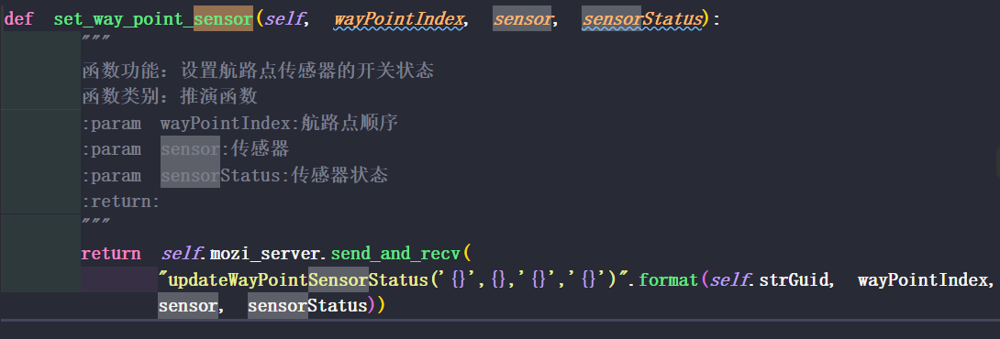 def set_way_point_sensor(self, wayPointIndex, sensor, sensorStatus):
"""
函数功能：设置航路点传感器的开关状态
函数类别：推演函数
:param wayPointIndex:航路点顺序
:param sensor:传感器
:param sensorStatus:传感器状态
:return:
"""
return self.mozi_server.send_and_recv(
"updateWayPointSensorStatus('{}',{},'{}','{}')".format(self.strGuid, wayPointIndex,
sensor, sensorStatus))